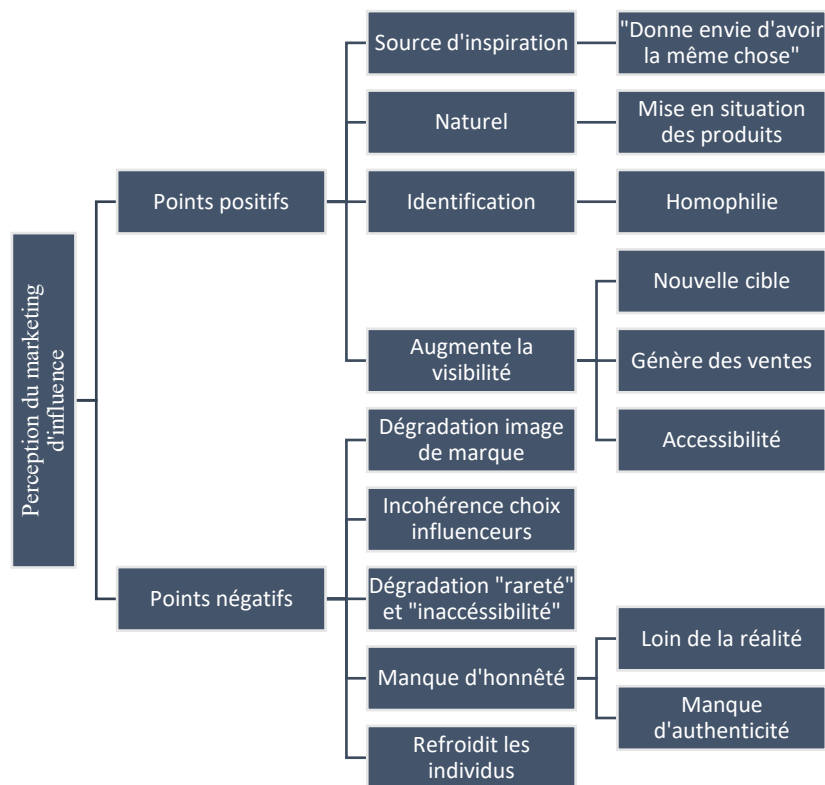 Perception du marketing
d'influence
Points positifs
Source d'inspiration
"Donne envie d'avoir
la même chose"
Naturel
Mise en situation
des produits
Identification
Homophilie
Augmente la
visibilité
Nouvelle cible
Génère des ventes
Accessibilité
Points négatifs
Dégradation image
de marque
Incohérence choix
influenceurs
Dégradation "rareté"
et "inaccéssibilité"
Manque d'honnêté
Loin de la réalité
Manque
d'authenticité
Refroidit les
individus